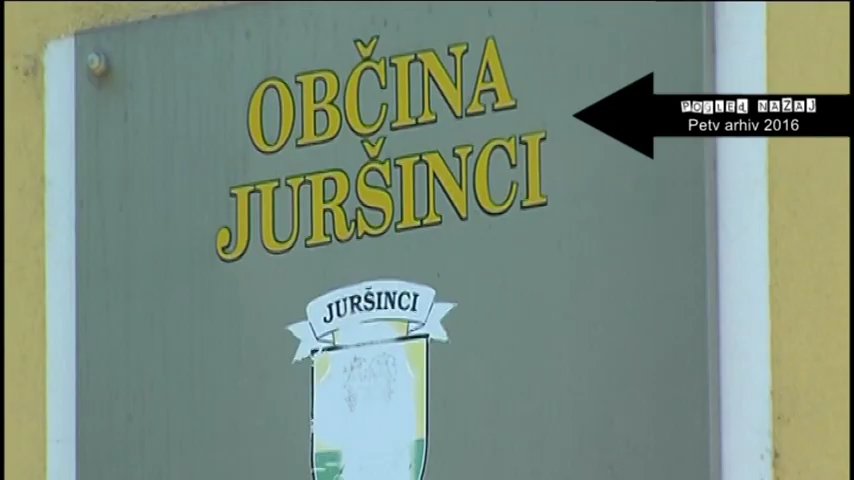 OBČINA
JURŠINCI
POGLED NAZAJ
Petv arhiv 2016
JURŠINCI